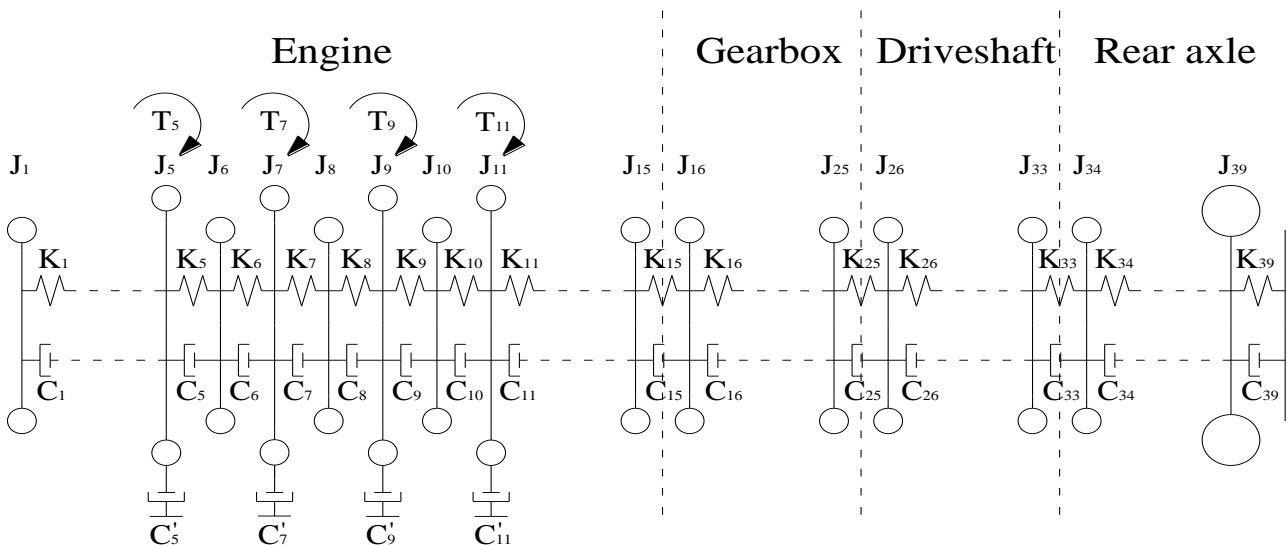 Engine Gearbox Driveshaft Rear axle
T5 T7 T9 T11
J1 J5 J6 J7 J8 J9 J10 J11 J15 J16 J25 J26 J33 J34 J39
K1 K5 K6 K7 K8 K9 K10 K11 K15 K16 K25 K26 K33 K34 K39
C1 C5 C6 C7 C8 C9 C10 C11 C15 C16 C25 C26 C33 C34 C39
C'5 C'7 C'9 C'11